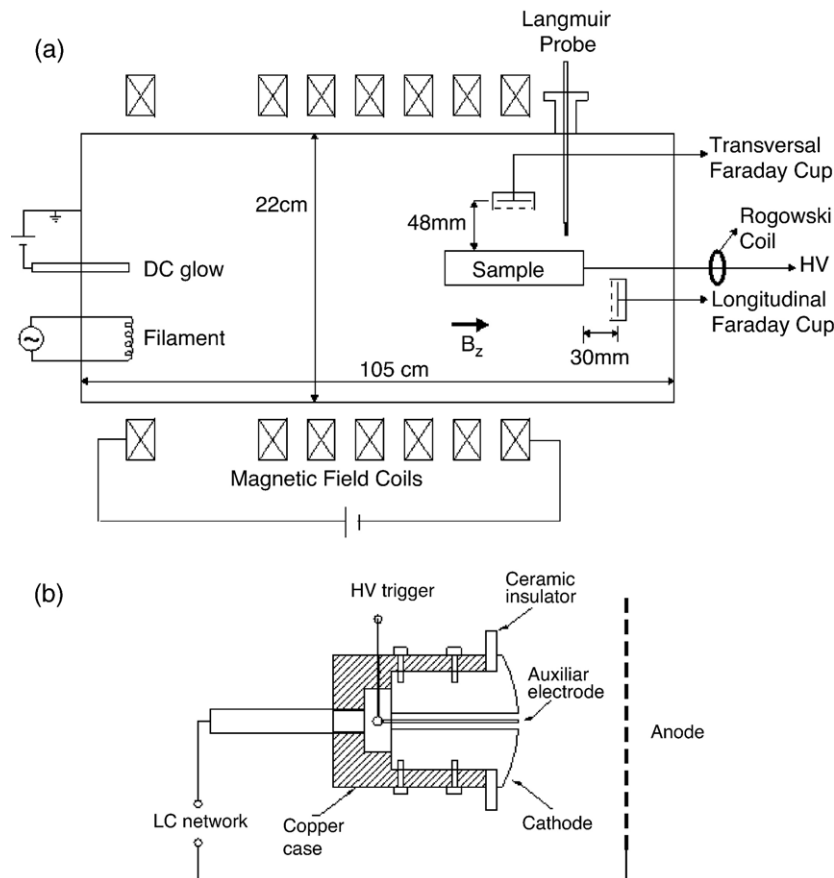 (a)
Langmuir
Probe
Transversal
Faraday Cup
22cm
48mm
Rogowski
Coil
DC glow
Sample
HV
Filament
Longitudinal
Faraday Cup
Bz
30mm
105 cm
Magnetic Field Coils
(b)
HV trigger
Ceramic
insulator
Auxiliar
electrode
Anode
LC network
Copper
case
Cathode